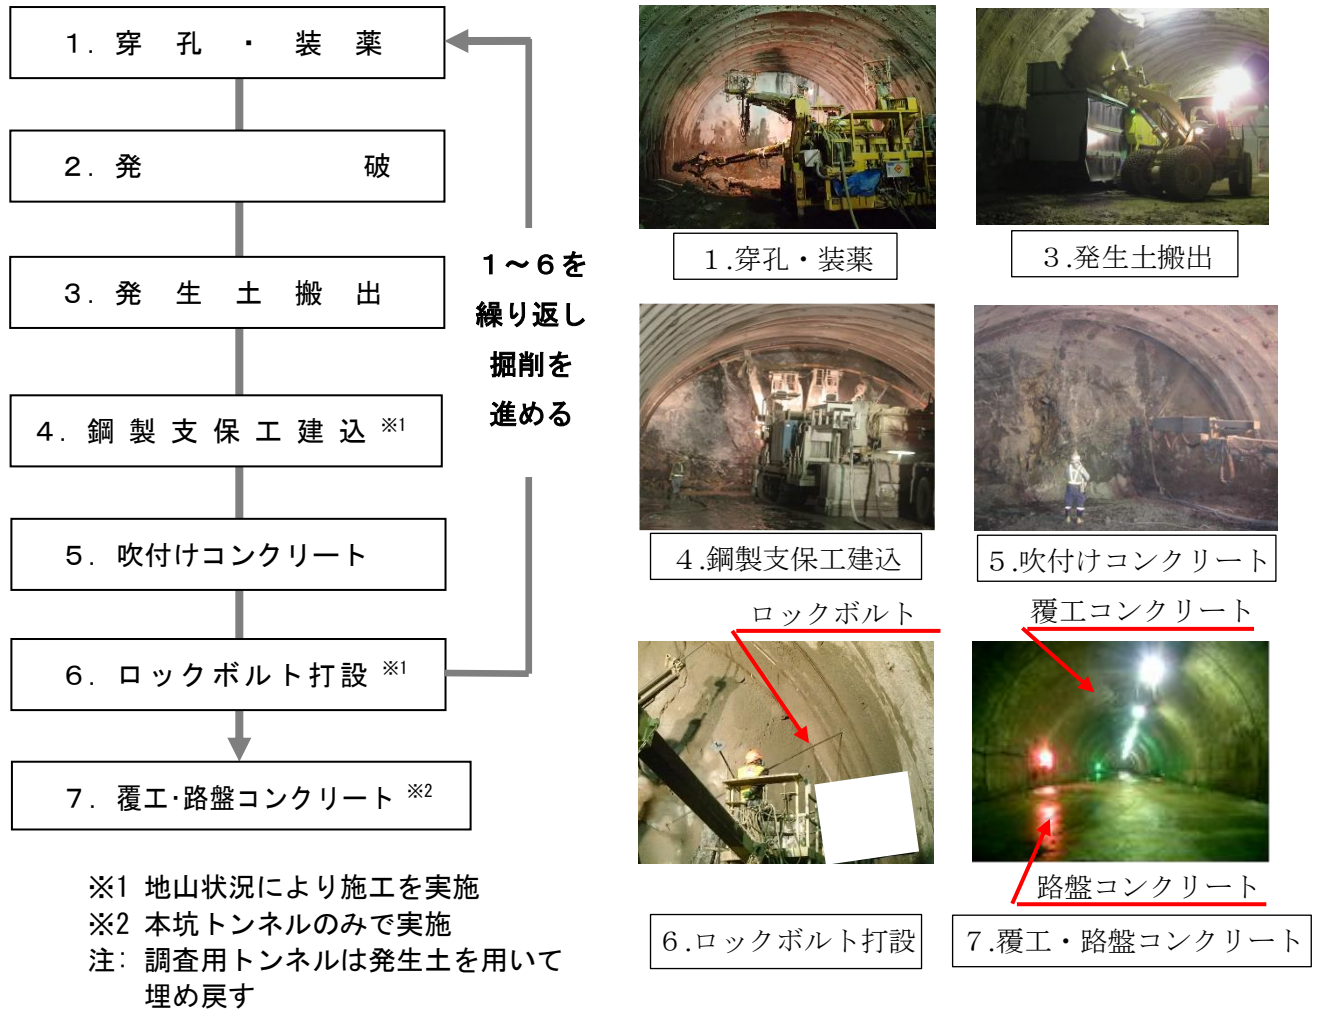 1. 穿孔・装薬
2. 発破
3. 発生土搬出
4. 鋼製支保工建込 ※1
5. 吹付けコンクリート
6. ロックボルト打設 ※1
7. 覆工･路盤コンクリート ※2
1～6を
繰り返し
掘削を
進める
※1 地山状況により施工を実施
※2 本坑トンネルのみで実施
注: 調査用トンネルは発生土を用いて
埋め戻す
1.穿孔・装薬
3.発生土搬出
4.鋼製支保工建込
5.吹付けコンクリート
ロックボルト
覆工コンクリート
路盤コンクリート
6.ロックボルト打設
7.覆工・路盤コンクリート